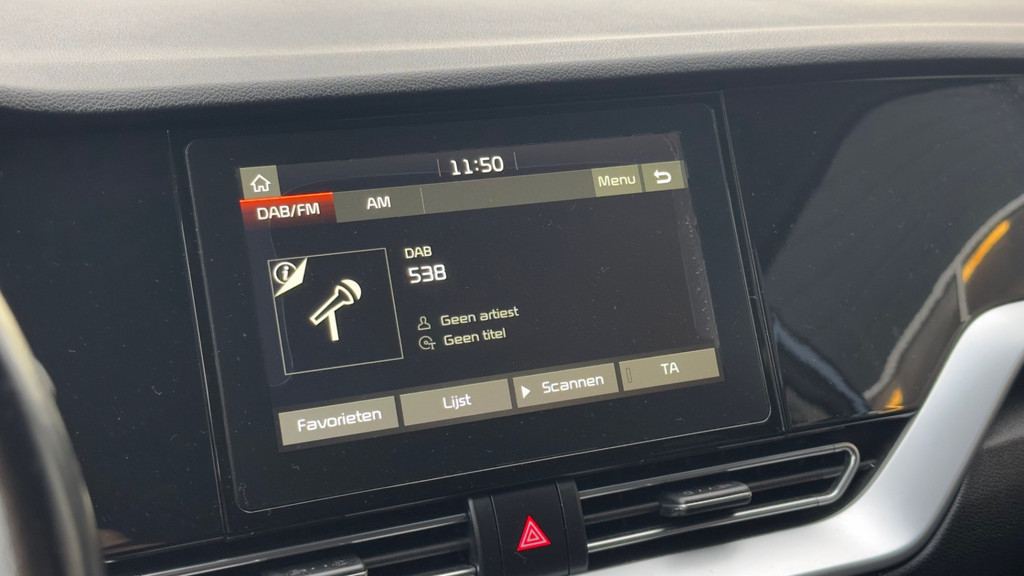 11:50
Menu
DAB/FM AM
DAB
538
Geen artiest
Geen titel
Favorieten Lijst Scannen TA